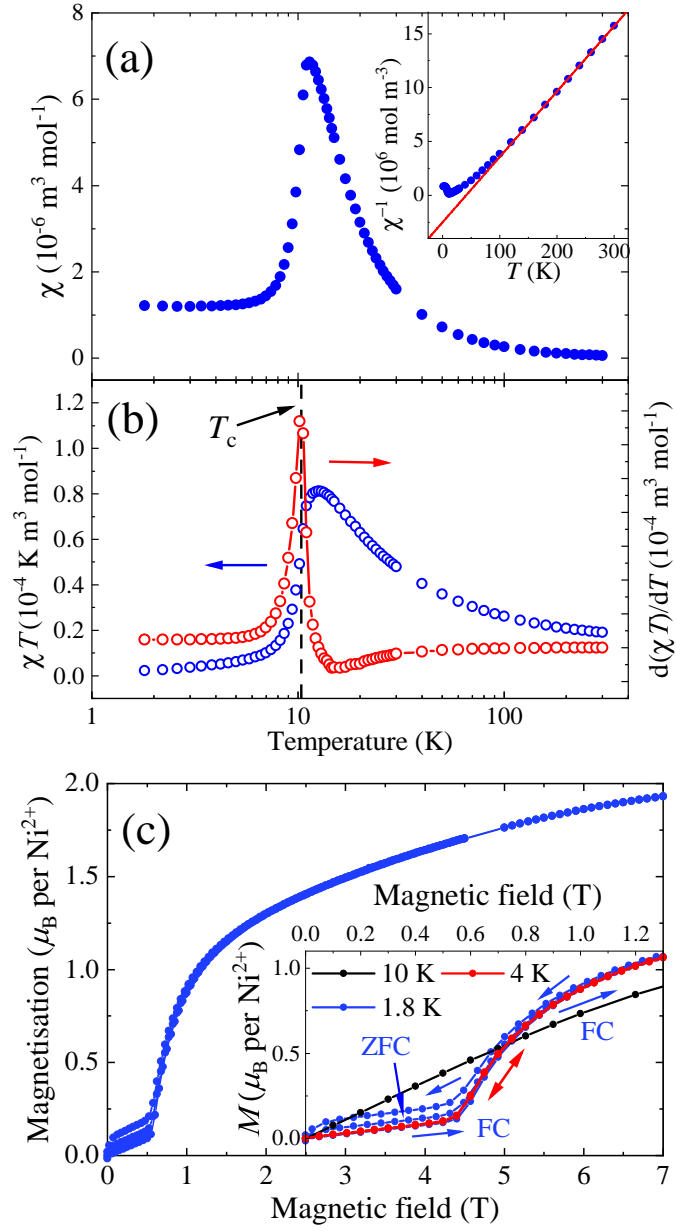 (a)
χ (10⁻⁶ m³ mol⁻¹)
8
6
4
2
0
χ⁻¹ (10⁶ mol m⁻³)
15
10
5
0
0 100 200 300
T (K)
(b)
T_c
χT (10⁻⁴ K m³ mol⁻¹)
1.2
1.0
0.8
0.6
0.4
0.2
0.0
d(χT)/dT (10⁻⁴ m³ mol⁻¹)
1 10 100
Temperature (K)
(c)
Magnetisation (μ_B per Ni²⁺)
2.0
1.5
1.0
0.5
0.0
0 1 2 3 4 5 6 7
Magnetic field (T)
Magnetic field (T)
0.0 0.2 0.4 0.6 0.8 1.0 1.2
M (μ_B per Ni²⁺)
1.0
0.5
0.0
10 K 4 K
1.8 K
ZFC
FC
FC